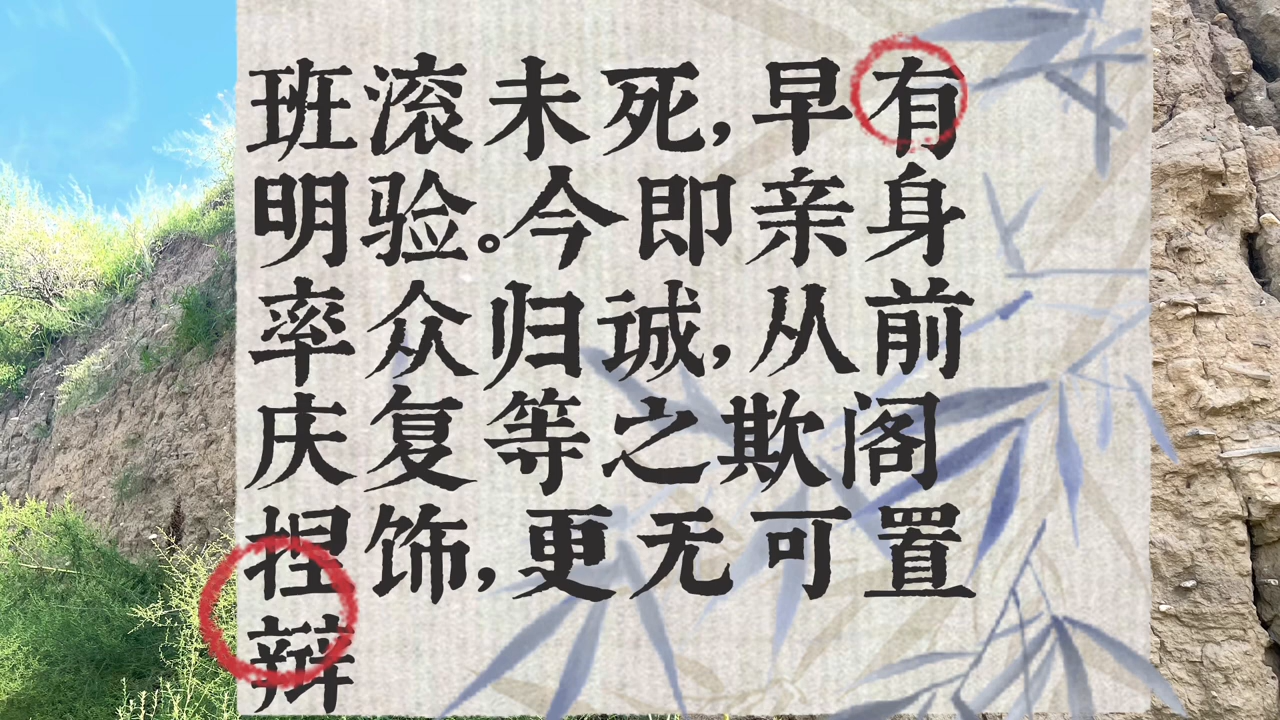 班滚未死，早有
明验。今即亲身
率众归诚，从前
庆复等之欺阁
捏饰，更无可置
辩